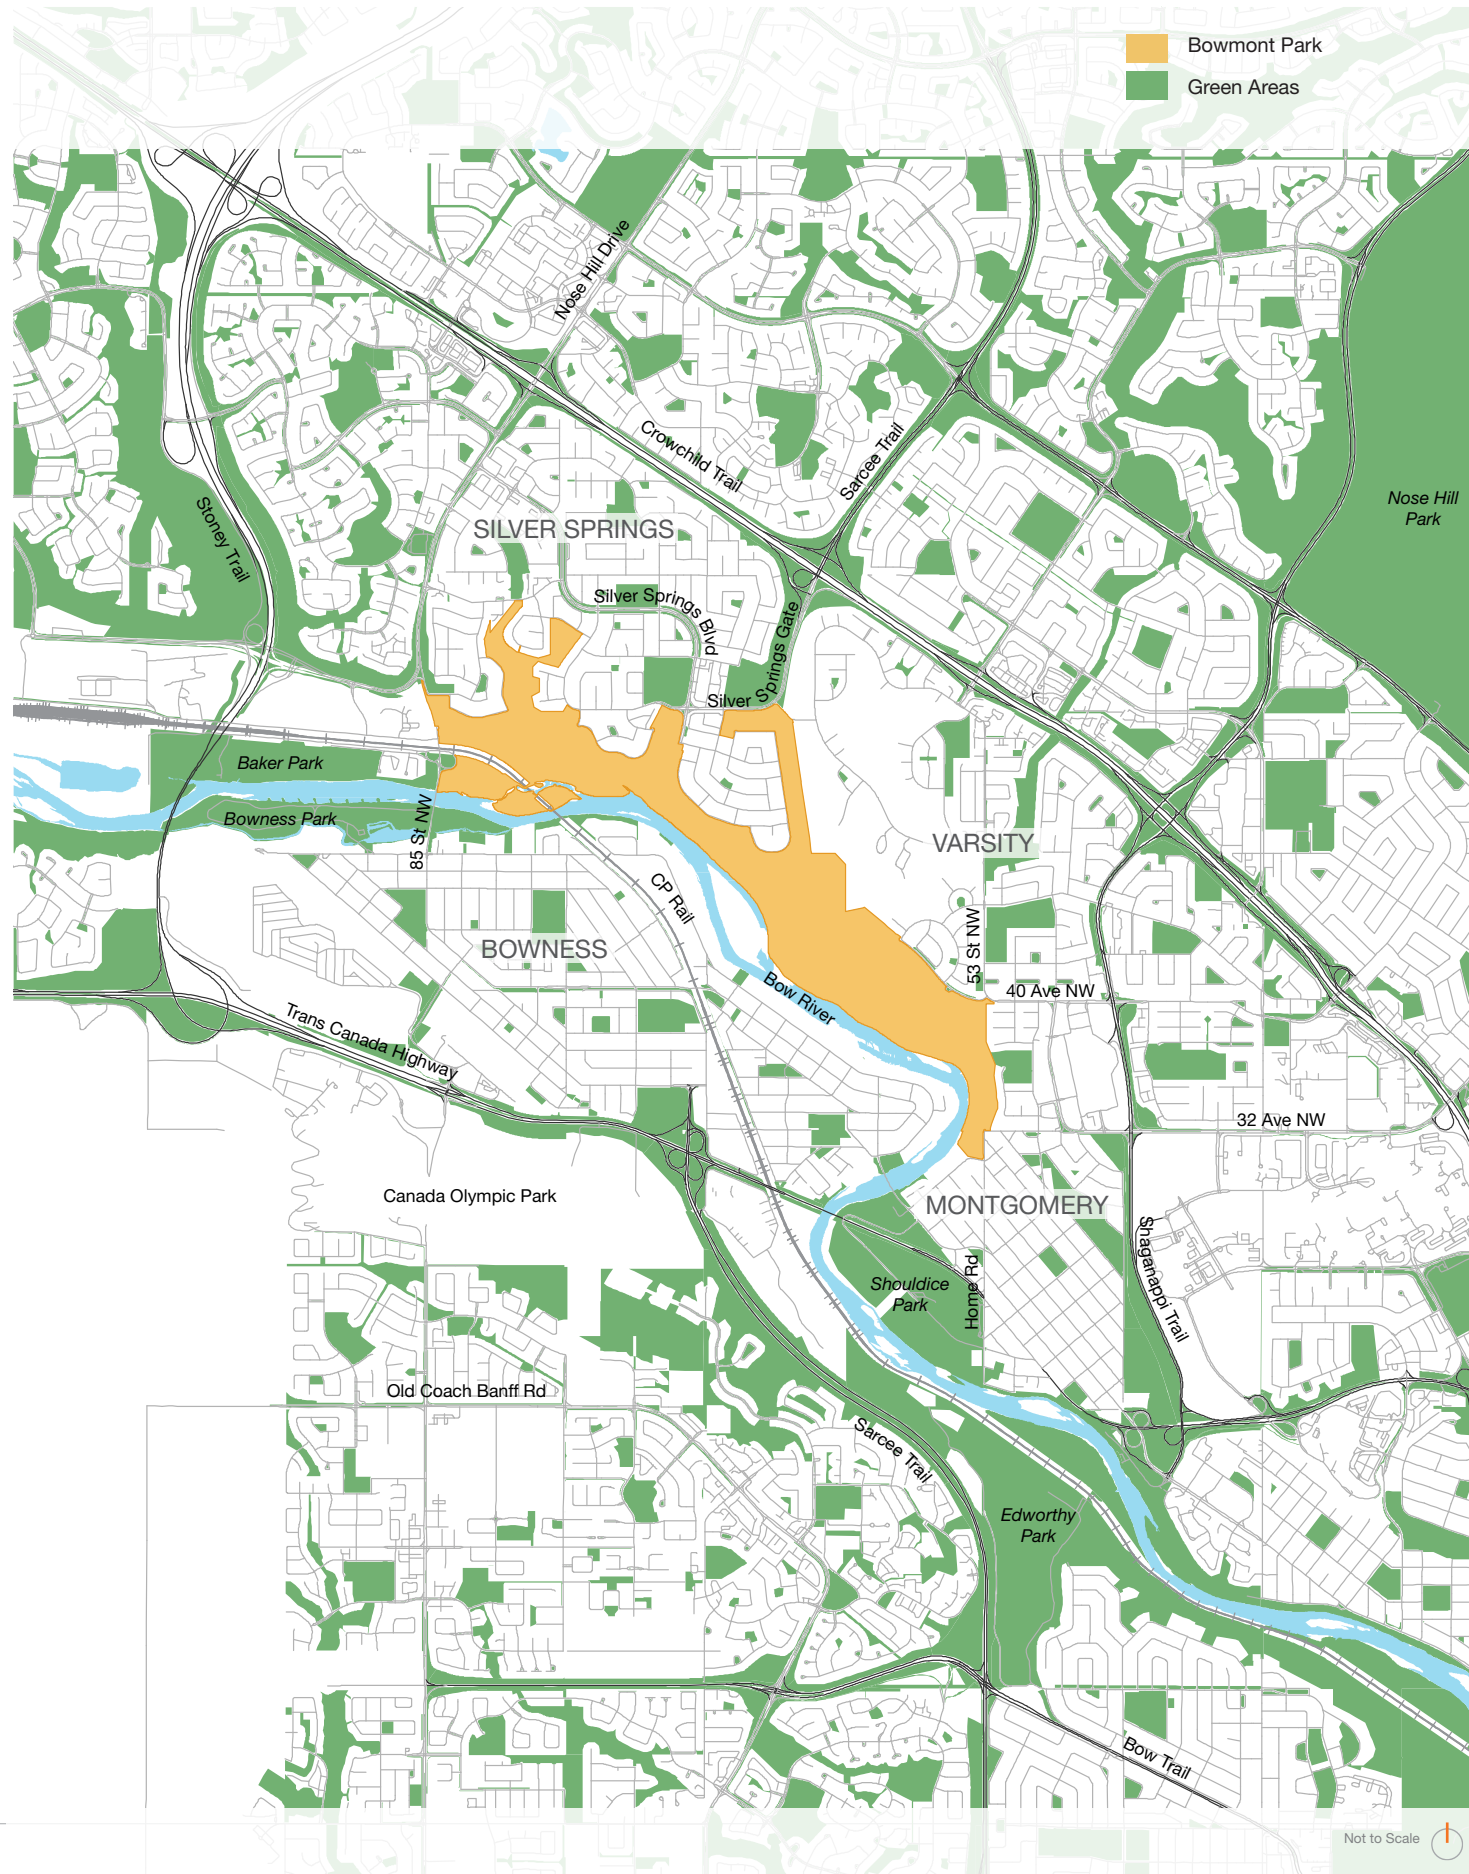 Bowmont Park
Green Areas
Nose Hill Drive
Crowchild Trail
Sarcee Trail
Nose Hill
Park
Stoney Trail
SILVER SPRINGS
Silver Springs Blvd
Silver Springs Gate
Baker Park
Bowness Park
85 St NW
VARSITY
CP Rail
53 St NW
BOWNESS
40 Ave NW
Bow River
Trans Canada Highway
32 Ave NW
Canada Olympic Park
MONTGOMERY
Shaganappi Trail
Shouldice
Park
Home Rd
Old Coach Banff Rd
Sarcee Trail
Edworthy
Park
Bow Trail
Not to Scale